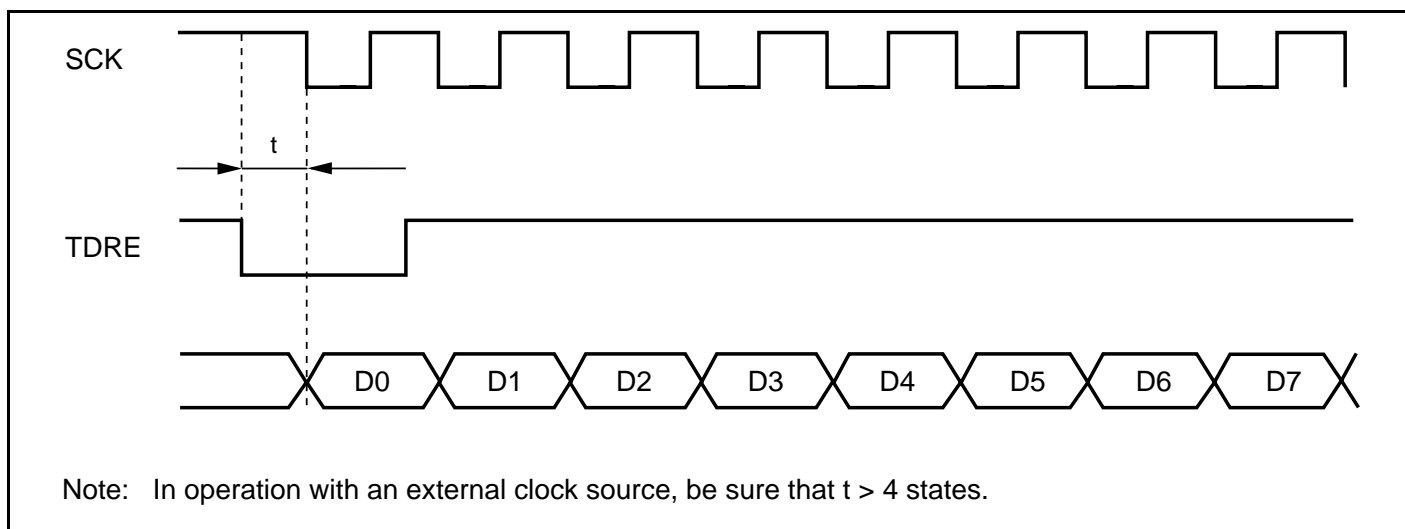 SCK
t
TDRE
D0 D1 D2 D3 D4 D5 D6 D7
Note: In operation with an external clock source, be sure that t > 4 states.